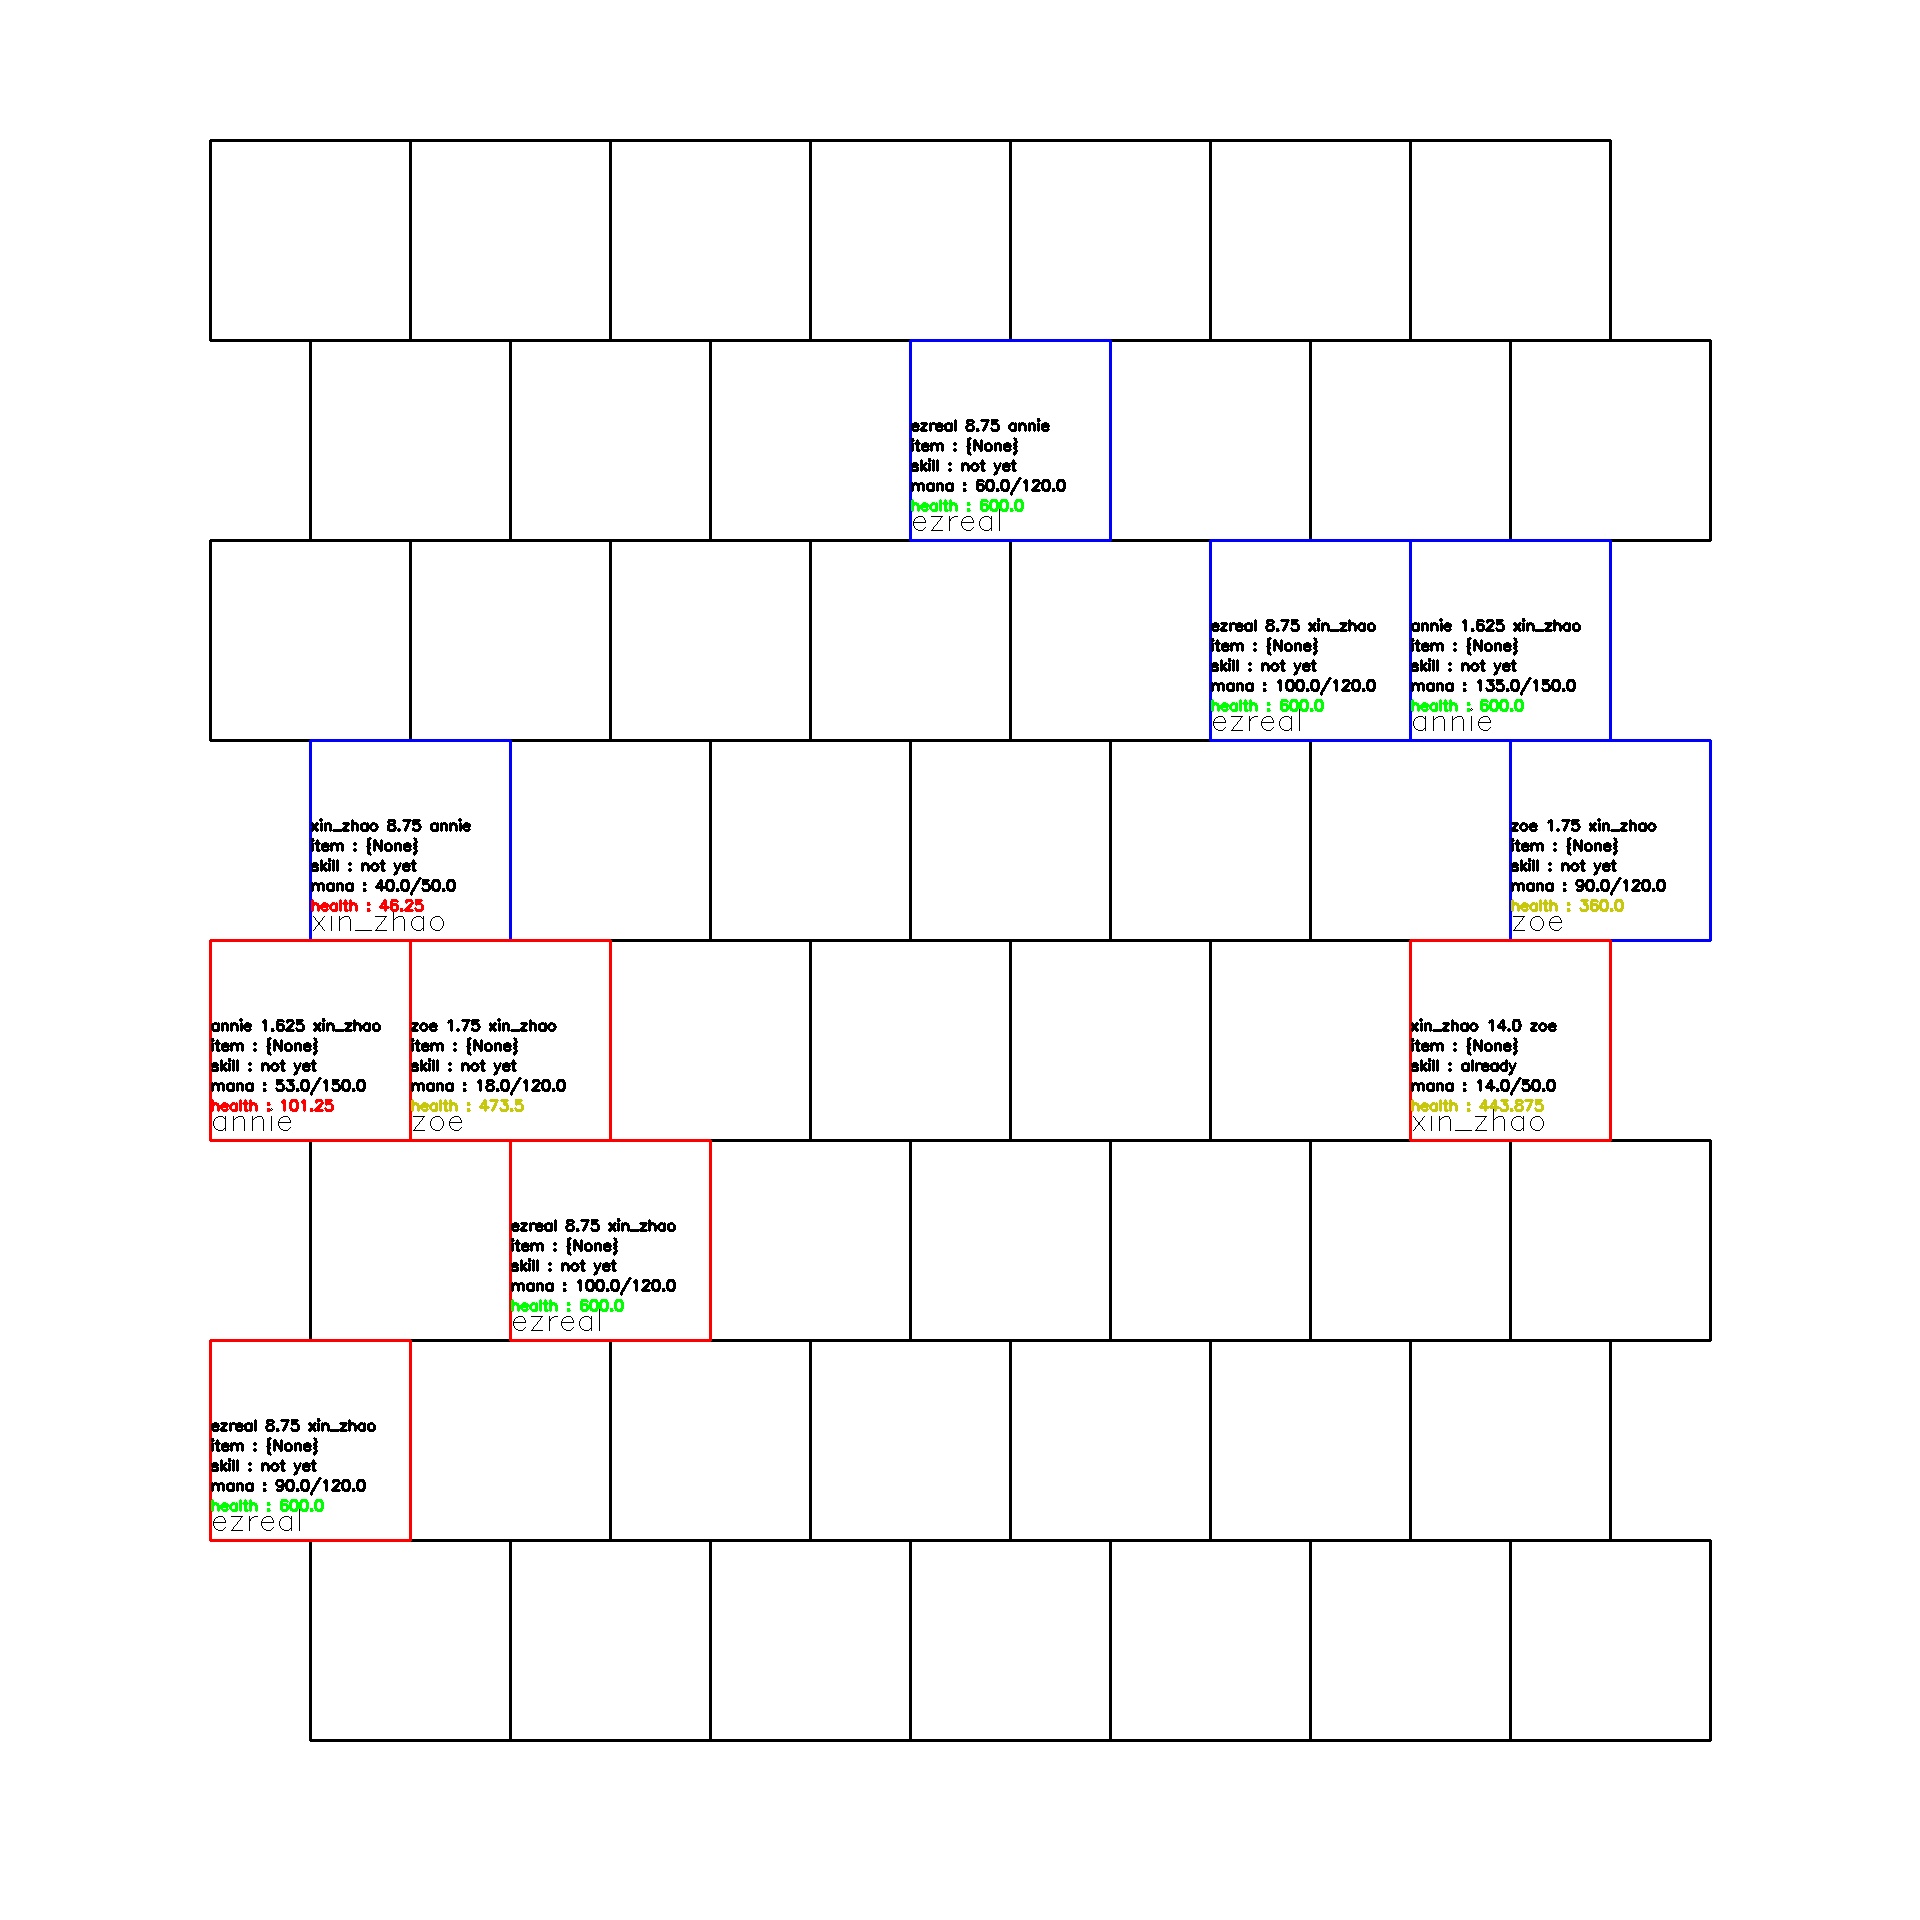 ezreal 8.75 annie
item : {None}
skill : not yet
mana : 60.0/120.0
health : 600.0
ezreal
ezreal 8.75 xin_zhao
item : {None}
skill : not yet
mana : 100.0/120.0
health : 600.0
ezreal
annie 1.625 xin_zhao
item : {None}
skill : not yet
mana : 135.0/150.0
health : 600.0
annie
xin_zhao 8.75 annie
item : {None}
skill : not yet
mana : 40.0/50.0
health : 46.25
xin_zhao
zoe 1.75 xin_zhao
item : {None}
skill : not yet
mana : 90.0/120.0
health : 360.0
zoe
annie 1.625 xin_zhao
item : {None}
skill : not yet
mana : 53.0/150.0
health : 101.25
annie
zoe 1.75 xin_zhao
item : {None}
skill : not yet
mana : 18.0/120.0
health : 473.5
zoe
xin_zhao 14.0 zoe
item : {None}
skill : already
mana : 14.0/50.0
health : 443.875
xin_zhao
ezreal 8.75 xin_zhao
item : {None}
skill : not yet
mana : 100.0/120.0
health : 600.0
ezreal
ezreal 8.75 xin_zhao
item : {None}
skill : not yet
mana : 90.0/120.0
health : 600.0
ezreal